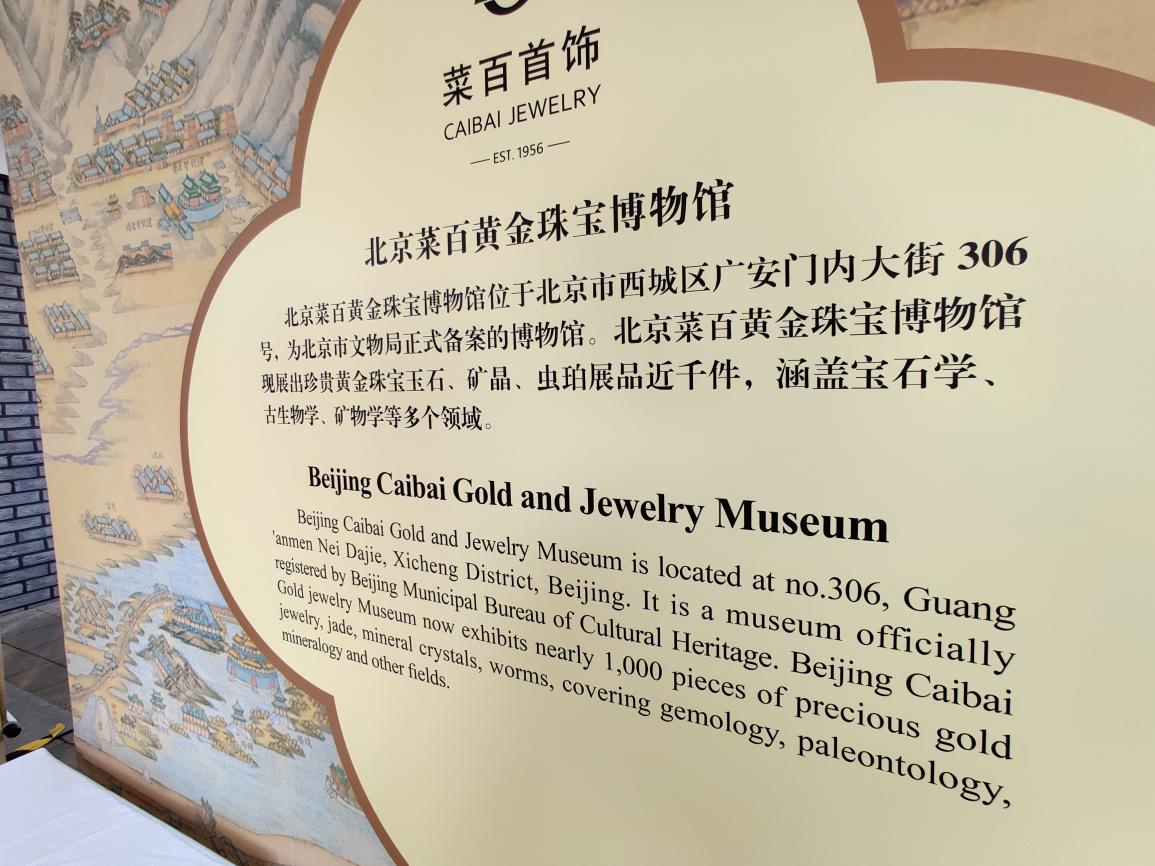 菜百首饰
CAIBAI JEWELRY
EST. 1956
北京菜百黄金珠宝博物馆
北京菜百黄金珠宝博物馆位于北京市西城区广安门内大街 306
号，为北京市文物局正式备案的博物馆。北京菜百黄金珠宝博物馆
现展出珍贵黄金珠宝玉石、矿晶、虫珀展品近千件，涵盖宝石学、
古生物学、矿物学等多个领域。
Beijing Caibai Gold and Jewelry Museum
Beijing Caibai Gold and Jewelry Museum is located at no.306, Guang
'anmen Nei Dajie, Xicheng District, Beijing. It is a museum officially
registered by Beijing Municipal Bureau of Cultural Heritage. Beijing Caibai
Gold jewelry Museum now exhibits nearly 1,000 pieces of precious gold
jewelry, jade, mineral crystals, worms, covering gemology, paleontology,
mineralogy and other fields.